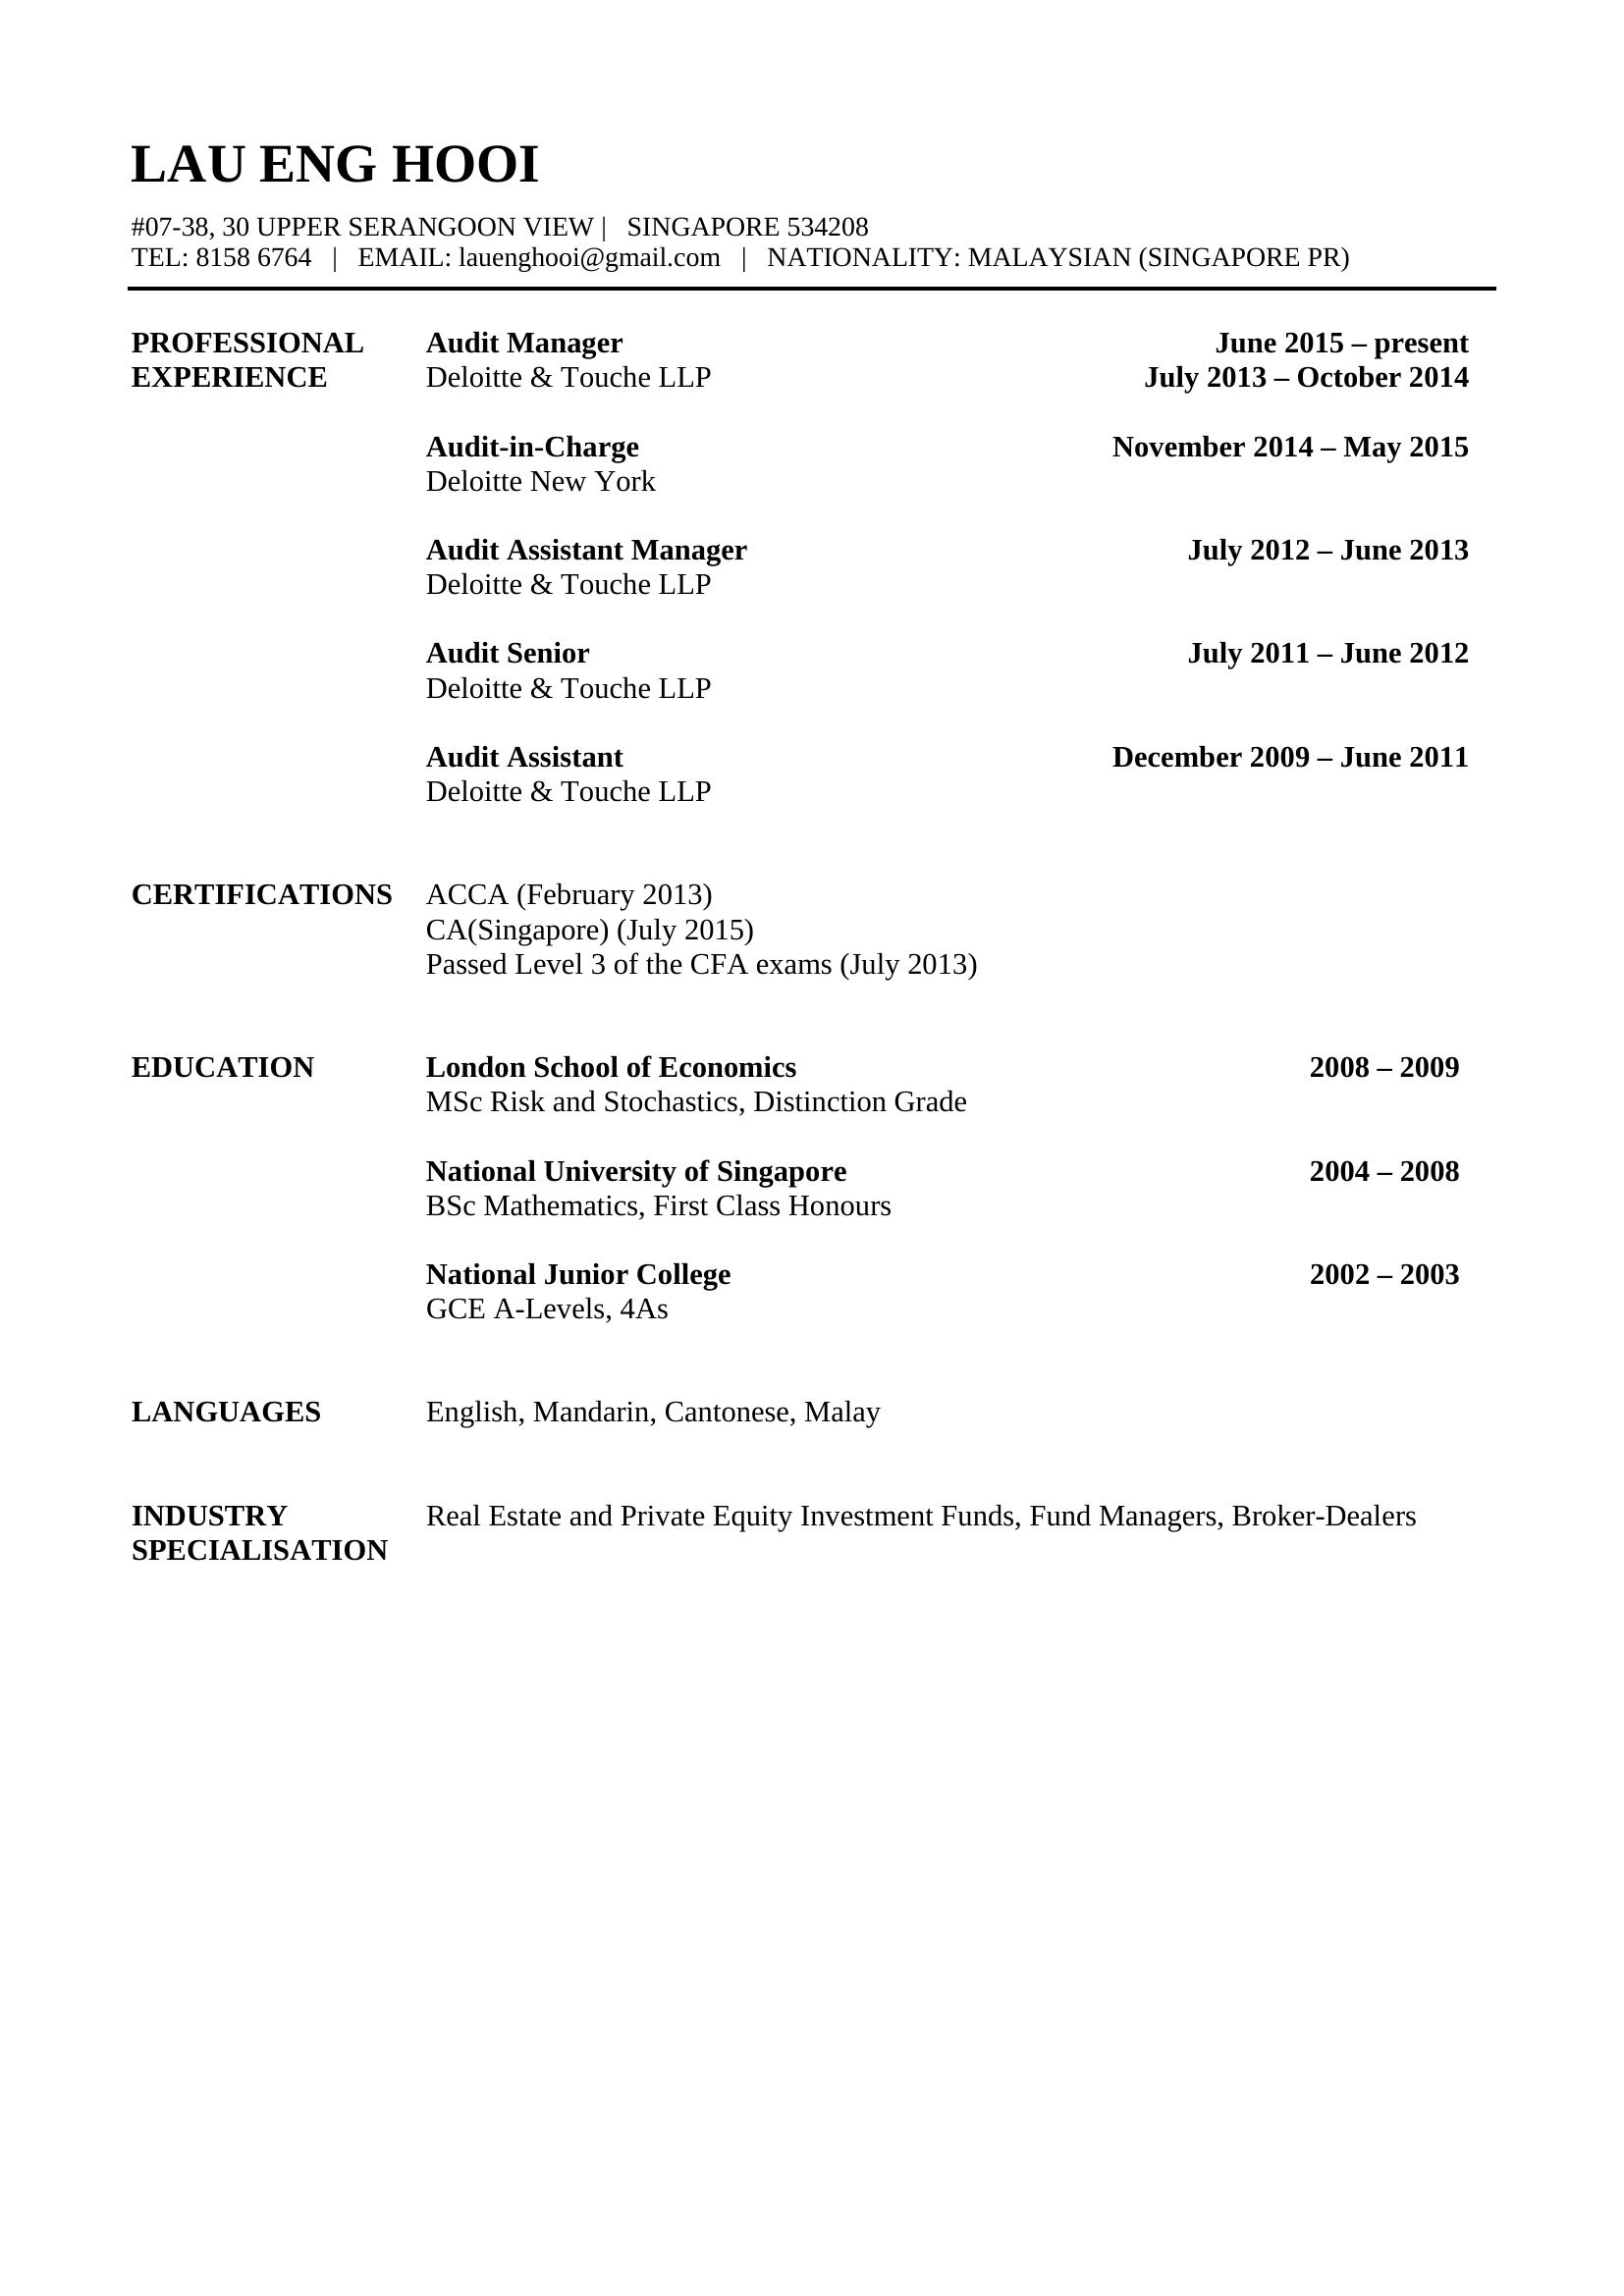 LAU ENG HOOI
#07-38, 30 UPPER SERANGOON VIEW | SINGAPORE 534208
TEL: 8158 6764 | EMAIL: lauenghooi@gmail.com | NATIONALITY: MALAYSIAN (SINGAPORE PR)
PROFESSIONAL Audit Manager June 2015 – present
EXPERIENCE Deloitte & Touche LLP July 2013 – October 2014
Audit-in-Charge November 2014 – May 2015
Deloitte New York
Audit Assistant Manager July 2012 – June 2013
Deloitte & Touche LLP
Audit Senior July 2011 – June 2012
Deloitte & Touche LLP
Audit Assistant December 2009 – June 2011
Deloitte & Touche LLP
CERTIFICATIONS ACCA (February 2013)
CA(Singapore) (July 2015)
Passed Level 3 of the CFA exams (July 2013)
EDUCATION London School of Economics 2008 – 2009
MSc Risk and Stochastics, Distinction Grade
National University of Singapore 2004 – 2008
BSc Mathematics, First Class Honours
National Junior College 2002 – 2003
GCE A-Levels, 4As
LANGUAGES English, Mandarin, Cantonese, Malay
INDUSTRY Real Estate and Private Equity Investment Funds, Fund Managers, Broker-Dealers
SPECIALISATION